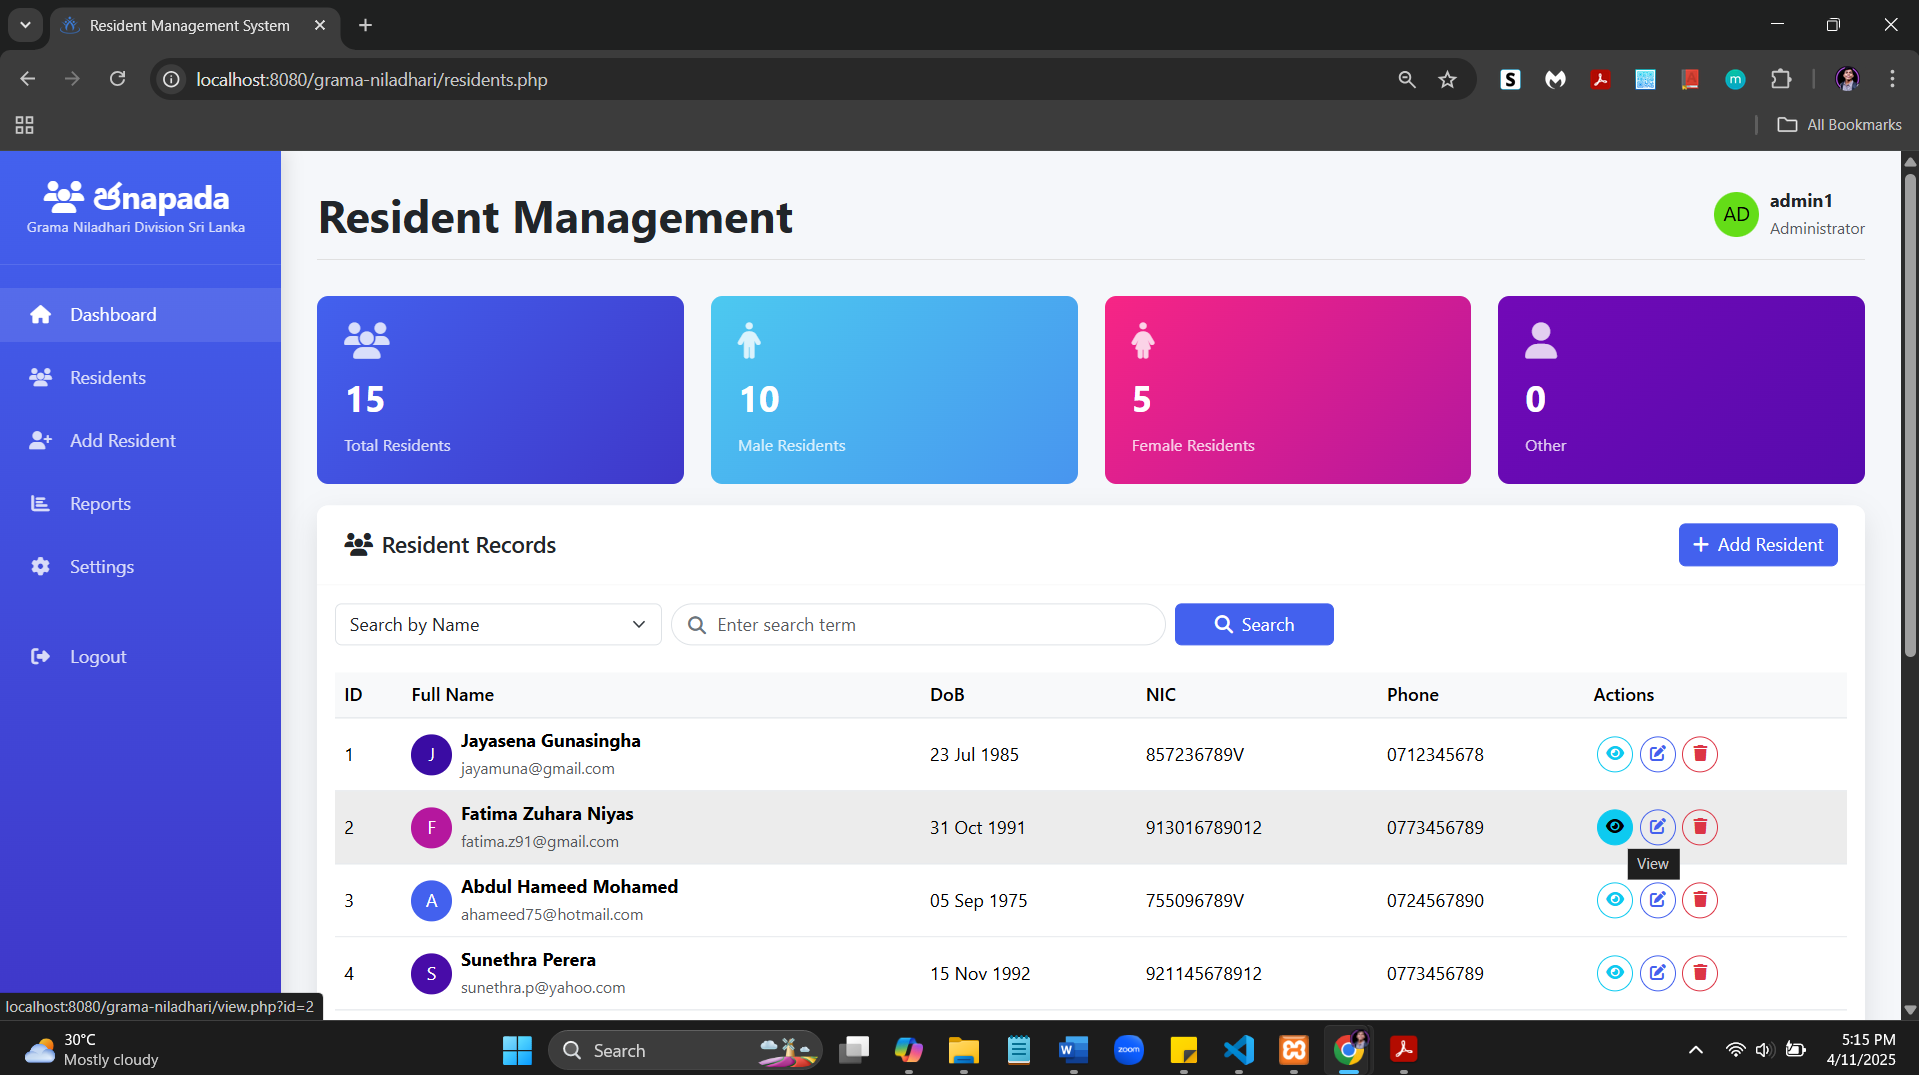 Resident Management System
localhost:8080/grama-niladhari/residents.php
All Bookmarks
ජnapada
Grama Niladhari Division Sri Lanka
Dashboard
Residents
Add Resident
Reports
Settings
Logout
Resident Management
AD
admin1
Administrator
15
Total Residents
10
Male Residents
5
Female Residents
0
Other
Resident Records
Add Resident
Search by Name
Enter search term
Search
ID Full Name DoB NIC Phone Actions
1 J Jayasena Gunasingha 23 Jul 1985 857236789V 0712345678
jayamuna@gmail.com
2 F Fatima Zuhara Niyas 31 Oct 1991 913016789012 0773456789
fatima.z91@gmail.com
View
3 A Abdul Hameed Mohamed 05 Sep 1975 755096789V 0724567890
ahameed75@hotmail.com
4 S Sunethra Perera 15 Nov 1992 921145678912 0773456789
sunethra.p@yahoo.com
localhost:8080/grama-niladhari/view.php?id=2
30°C
Mostly cloudy
Search
zoom
5:15 PM
4/11/2025